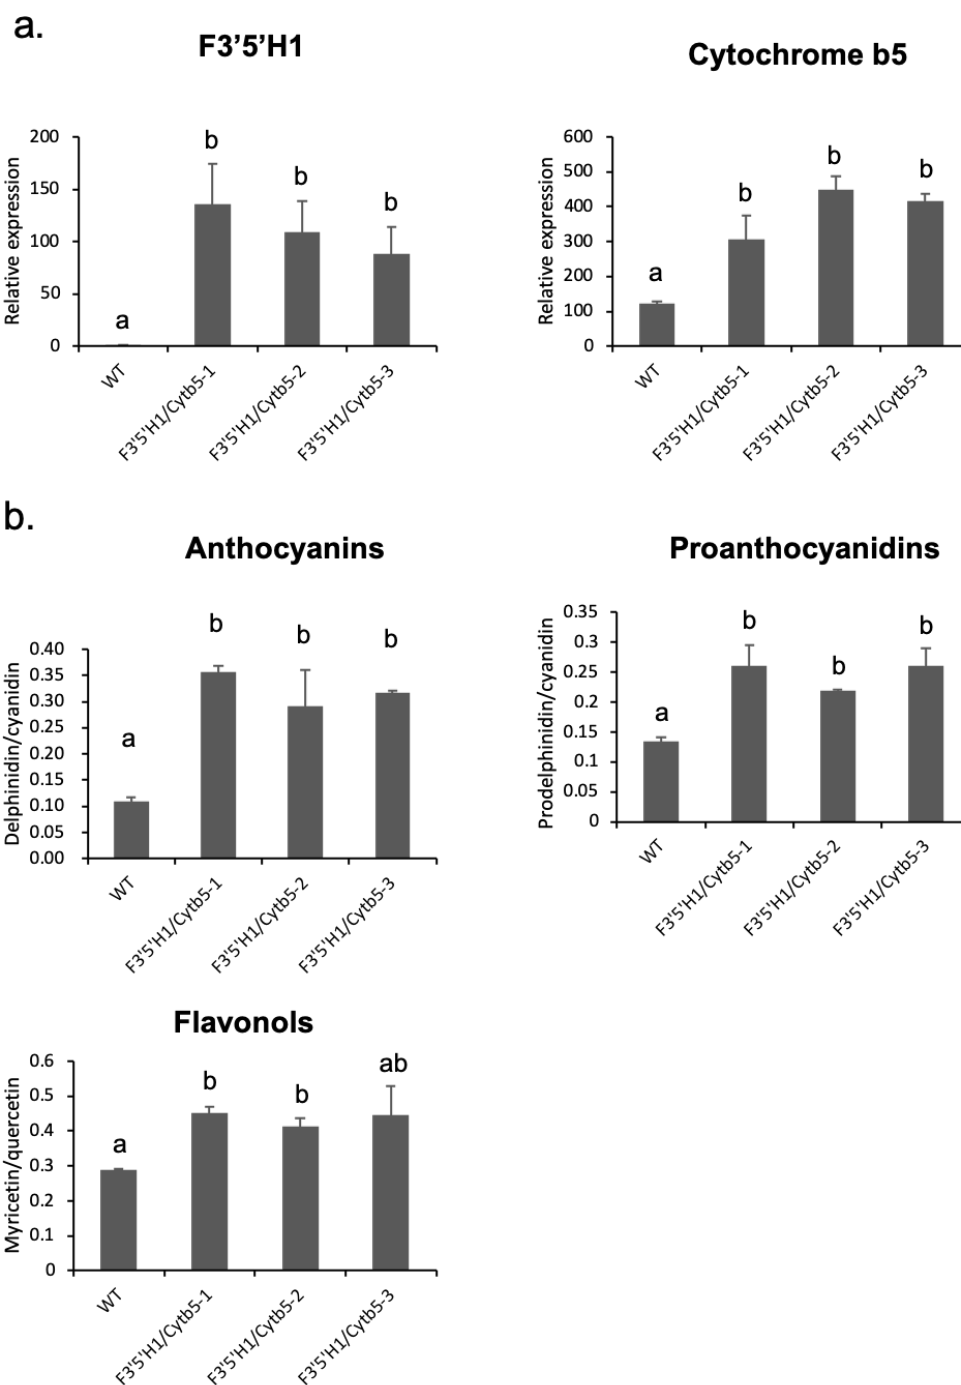 a.
F3’5’H1
Relative expression
200
150
100
50
0
a
b
b
b
WT
F3'5'H1/Cytb5-1
F3'5'H1/Cytb5-2
F3'5'H1/Cytb5-3
Cytochrome b5
Relative expression
600
500
400
300
200
100
0
a
b
b
b
WT
F3'5'H1/Cytb5-1
F3'5'H1/Cytb5-2
F3'5'H1/Cytb5-3
b.
Anthocyanins
Delphinidin/cyanidin
0.40
0.35
0.30
0.25
0.20
0.15
0.10
0.05
0.00
a
b
b
b
WT
F3'5'H1/Cytb5-1
F3'5'H1/Cytb5-2
F3'5'H1/Cytb5-3
Proanthocyanidins
Prodelphinidin/cyanidin
0.35
0.3
0.25
0.2
0.15
0.1
0.05
0
a
b
b
b
WT
F3'5'H1/Cytb5-1
F3'5'H1/Cytb5-2
F3'5'H1/Cytb5-3
Flavonols
Myricetin/quercetin
0.6
0.5
0.4
0.3
0.2
0.1
0
a
b
b
ab
WT
F3'5'H1/Cytb5-1
F3'5'H1/Cytb5-2
F3'5'H1/Cytb5-3